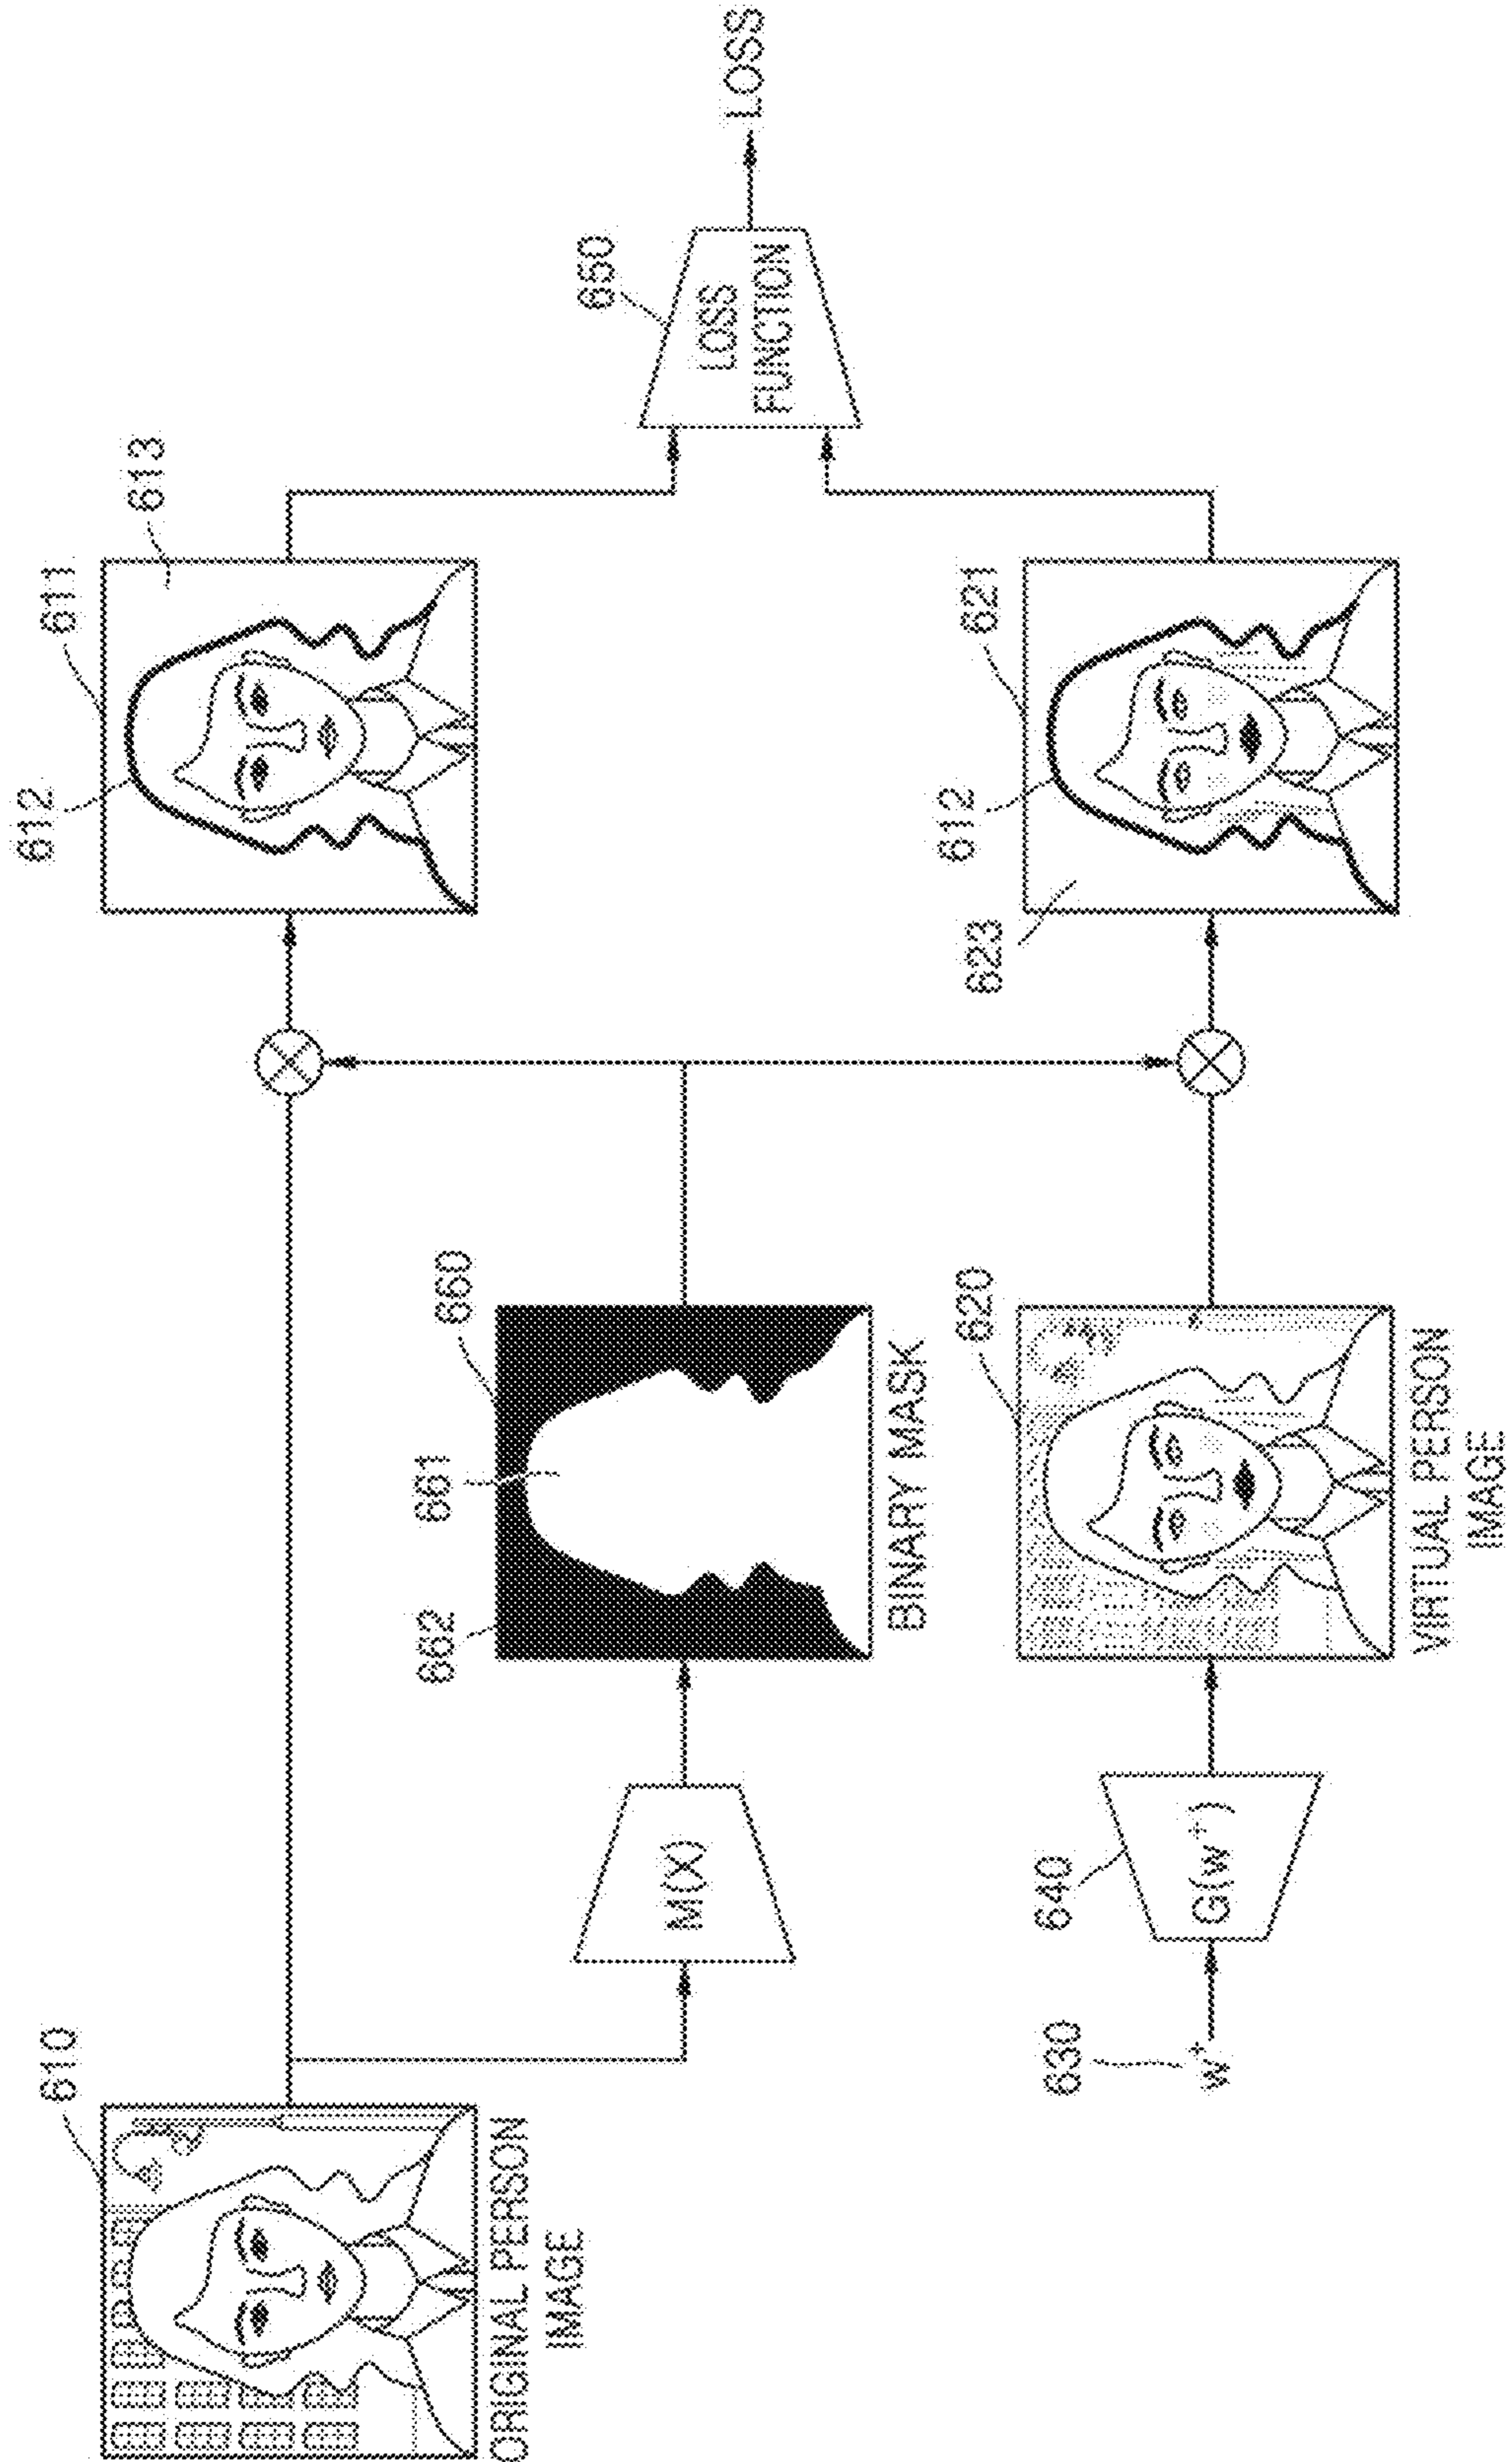 610
ORIGINAL PERSON
IMAGE
M(X)
662
661
660
BINARY MASK
630
w+
640
G(w+)
620
VIRTUAL PERSON
IMAGE
612
611
613
623
612
621
650
LOSS
FUNCTION
LOSS